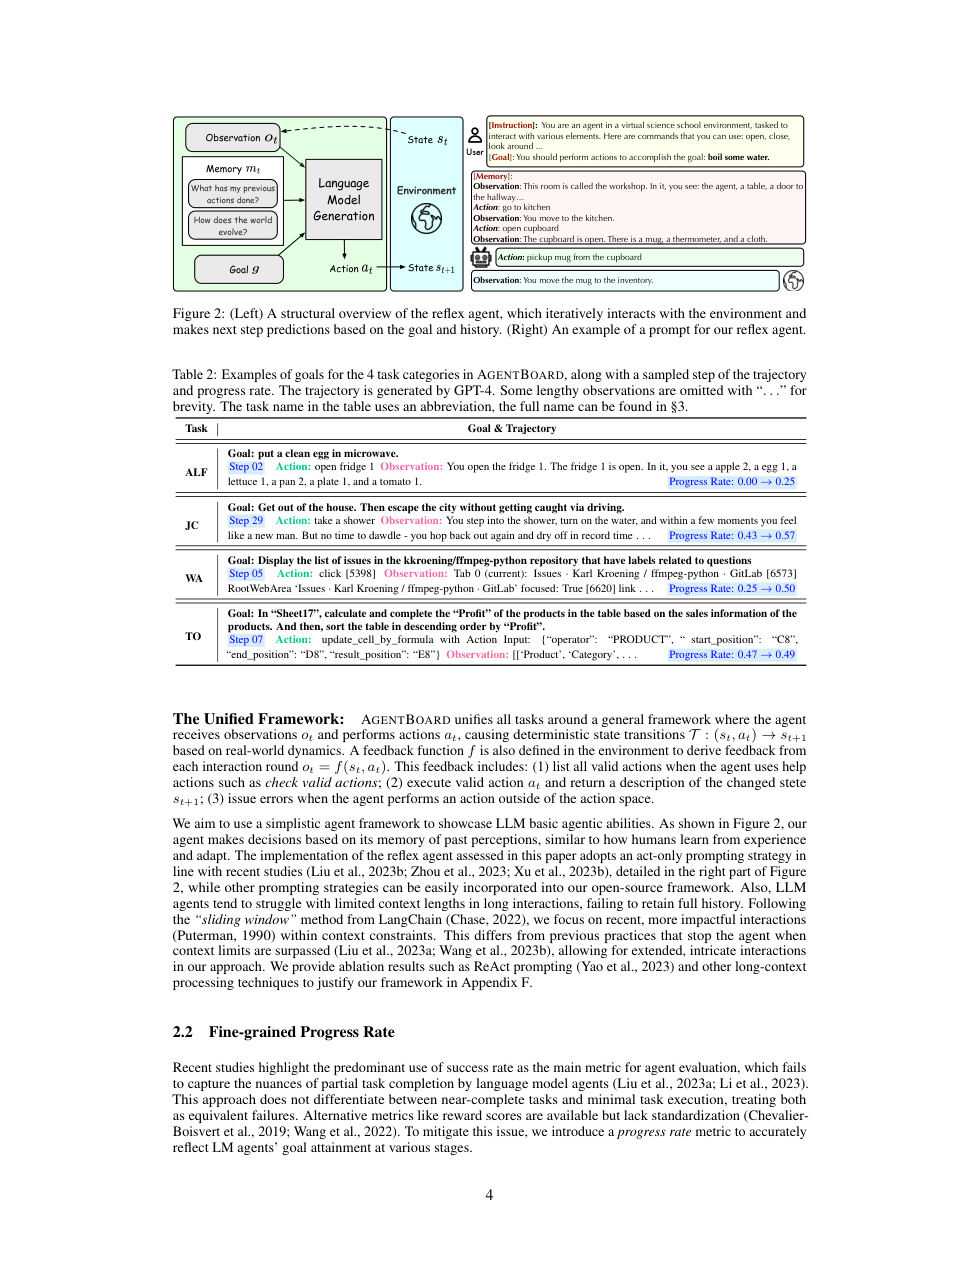 Observation o_t
Memory m_t
What has my previous
actions done?
How does the world
evolve?
Goal g
Language
Model
Generation
Action a_t
State s_t
Environment
State s_{t+1}
User
[Instruction]: You are an agent in a virtual science school environment, tasked to
interact with various elements. Here are commands that you can use: open, close,
look around ...
[Goal]: You should perform actions to accomplish the goal: boil some water.
[Memory]:
Observation: This room is called the workshop. In it, you see: the agent, a table, a door to
the hallway...
Action: go to kitchen
Observation: You move to the kitchen.
Action: open cupboard
Observation: The cupboard is open. There is a mug, a thermometer, and a cloth.
Action: pickup mug from the cupboard
Observation: You move the mug to the inventory.
Figure 2: (Left) A structural overview of the reflex agent, which iteratively interacts with the environment and
makes next step predictions based on the goal and history. (Right) An example of a prompt for our reflex agent.
Table 2: Examples of goals for the 4 task categories in AGENTBOARD, along with a sampled step of the trajectory
and progress rate. The trajectory is generated by GPT-4. Some lengthy observations are omitted with “. . .” for
brevity. The task name in the table uses an abbreviation, the full name can be found in §3.
Task Goal & Trajectory
Goal: put a clean egg in microwave.
ALF Step 02 Action: open fridge 1 Observation: You open the fridge 1. The fridge 1 is open. In it, you see a apple 2, a egg 1, a
lettuce 1, a pan 2, a plate 1, and a tomato 1. Progress Rate: 0.00 → 0.25
Goal: Get out of the house. Then escape the city without getting caught via driving.
JC Step 29 Action: take a shower Observation: You step into the shower, turn on the water, and within a few moments you feel
like a new man. But no time to dawdle - you hop back out again and dry off in record time . . . Progress Rate: 0.43 → 0.57
Goal: Display the list of issues in the kkroening/ffmpeg-python repository that have labels related to questions
WA Step 05 Action: click [5398] Observation: Tab 0 (current): Issues · Karl Kroening / ffmpeg-python · GitLab [6573]
RootWebArea ‘Issues · Karl Kroening / ffmpeg-python · GitLab’ focused: True [6620] link . . . Progress Rate: 0.25 → 0.50
Goal: In “Sheet17”, calculate and complete the “Profit” of the products in the table based on the sales information of the
products. And then, sort the table in descending order by “Profit”.
TO Step 07 Action: update_cell_by_formula with Action Input: {“operator”: “PRODUCT”, “ start_position”: “C8”,
“end_position”: “D8”, “result_position”: “E8”} Observation: [[‘Product’, ‘Category’, . . . Progress Rate: 0.47 → 0.49
The Unified Framework: AGENTBOARD unifies all tasks around a general framework where the agent
receives observations o_t and performs actions a_t, causing deterministic state transitions 𝒯 : (s_t, a_t) → s_{t+1}
based on real-world dynamics. A feedback function f is also defined in the environment to derive feedback from
each interaction round o_t = f(s_t, a_t). This feedback includes: (1) list all valid actions when the agent uses help
actions such as check valid actions; (2) execute valid action a_t and return a description of the changed stete
s_{t+1}; (3) issue errors when the agent performs an action outside of the action space.
We aim to use a simplistic agent framework to showcase LLM basic agentic abilities. As shown in Figure 2, our
agent makes decisions based on its memory of past perceptions, similar to how humans learn from experience
and adapt. The implementation of the reflex agent assessed in this paper adopts an act-only prompting strategy in
line with recent studies (Liu et al., 2023b; Zhou et al., 2023; Xu et al., 2023b), detailed in the right part of Figure
2, while other prompting strategies can be easily incorporated into our open-source framework. Also, LLM
agents tend to struggle with limited context lengths in long interactions, failing to retain full history. Following
the “sliding window” method from LangChain (Chase, 2022), we focus on recent, more impactful interactions
(Puterman, 1990) within context constraints. This differs from previous practices that stop the agent when
context limits are surpassed (Liu et al., 2023a; Wang et al., 2023b), allowing for extended, intricate interactions
in our approach. We provide ablation results such as ReAct prompting (Yao et al., 2023) and other long-context
processing techniques to justify our framework in Appendix F.
2.2 Fine-grained Progress Rate
Recent studies highlight the predominant use of success rate as the main metric for agent evaluation, which fails
to capture the nuances of partial task completion by language model agents (Liu et al., 2023a; Li et al., 2023).
This approach does not differentiate between near-complete tasks and minimal task execution, treating both
as equivalent failures. Alternative metrics like reward scores are available but lack standardization (Chevalier-
Boisvert et al., 2019; Wang et al., 2022). To mitigate this issue, we introduce a progress rate metric to accurately
reflect LM agents’ goal attainment at various stages.
4